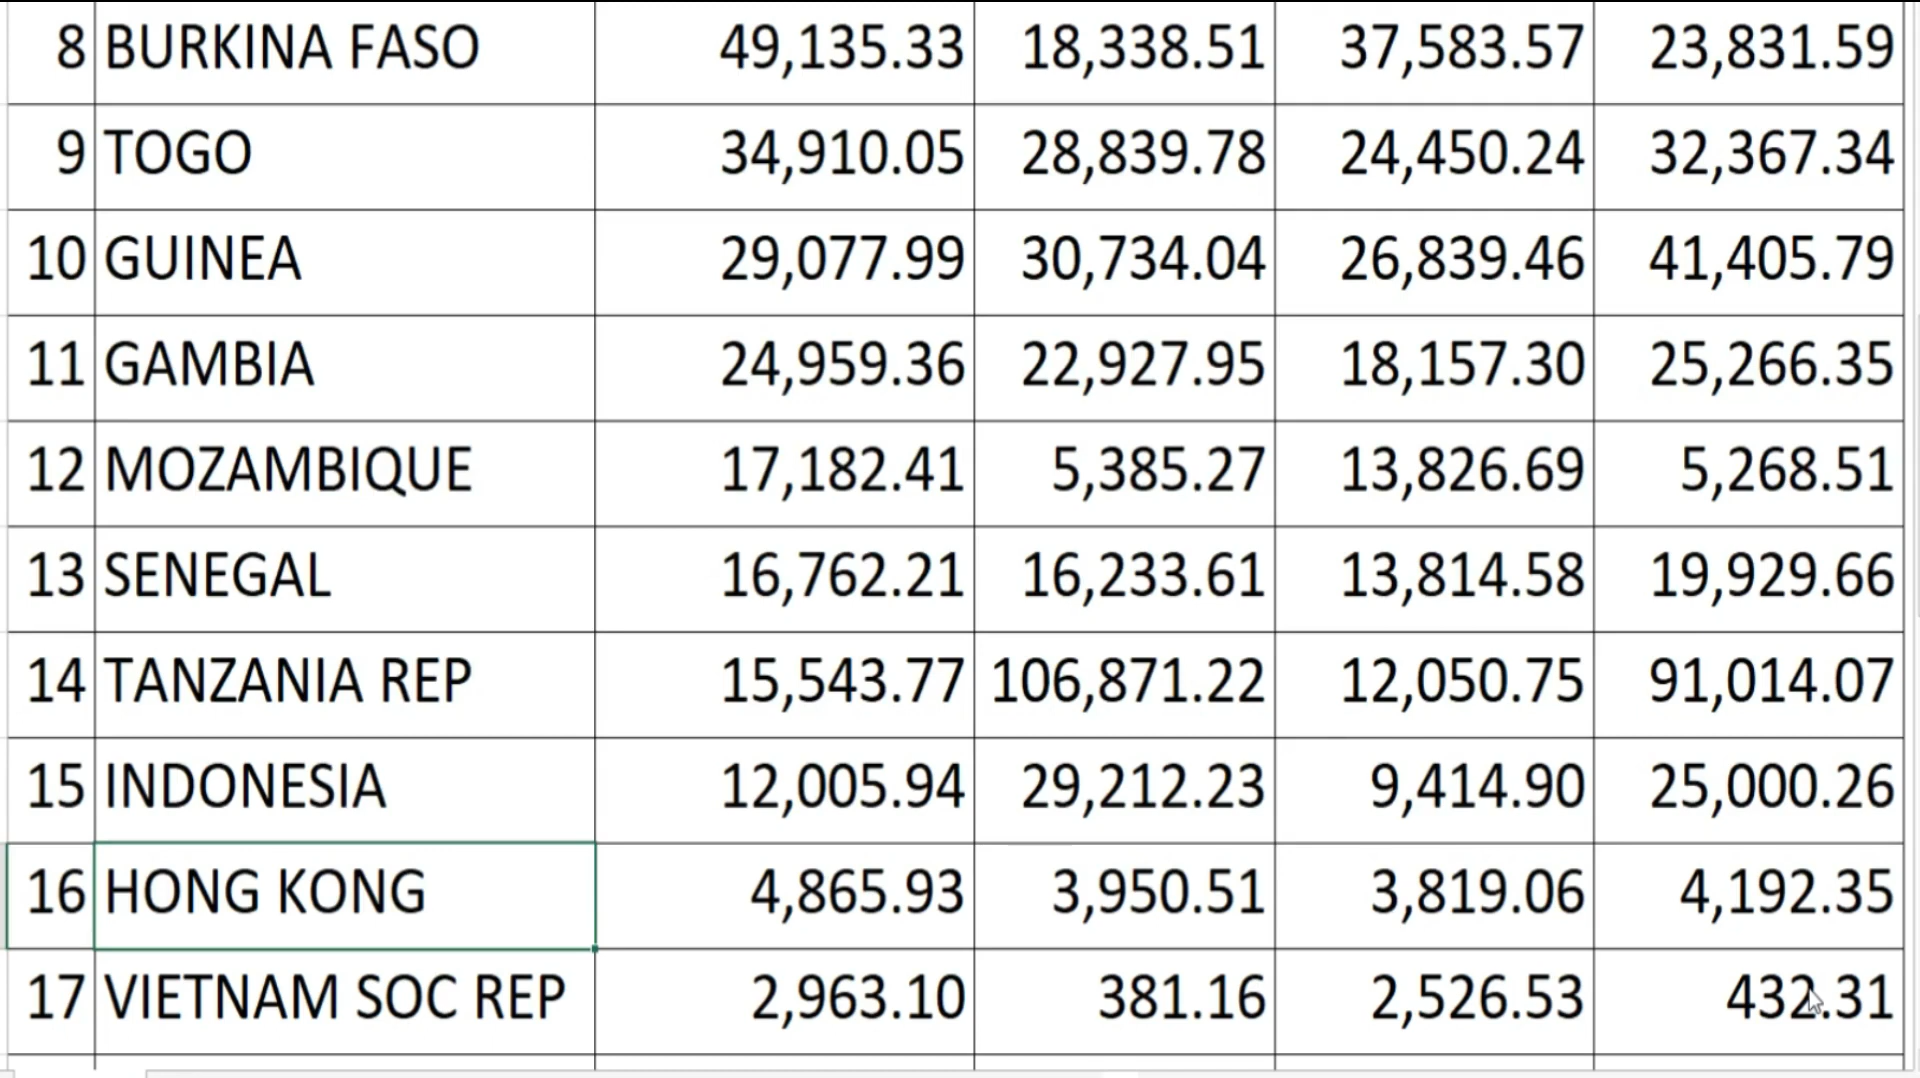 8 BURKINA FASO 49,135.33 18,338.51 37,583.57 23,831.59
9 TOGO 34,910.05 28,839.78 24,450.24 32,367.34
10 GUINEA 29,077.99 30,734.04 26,839.46 41,405.79
11 GAMBIA 24,959.36 22,927.95 18,157.30 25,266.35
12 MOZAMBIQUE 17,182.41 5,385.27 13,826.69 5,268.51
13 SENEGAL 16,762.21 16,233.61 13,814.58 19,929.66
14 TANZANIA REP 15,543.77 106,871.22 12,050.75 91,014.07
15 INDONESIA 12,005.94 29,212.23 9,414.90 25,000.26
16 HONG KONG 4,865.93 3,950.51 3,819.06 4,192.35
17 VIETNAM SOC REP 2,963.10 381.16 2,526.53 432.31